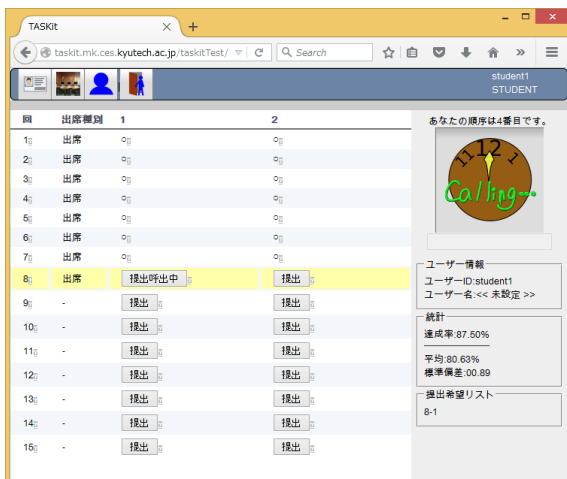 TASKit
taskit.mk.ces.kyutech.ac.jp/taskitTest/
Search
student1
STUDENT
回 出席種別 1 2
1 出席 ○ ○
2 出席 ○ ○
3 出席 ○ ○
4 出席 ○ ○
5 出席 ○ ○
6 出席 ○ ○
7 出席 ○ ○
8 出席 提出呼出中 提出
9 - 提出 提出
10 - 提出 提出
11 - 提出 提出
12 - 提出 提出
13 - 提出 提出
14 - 提出 提出
15 - 提出 提出
あなたの順序は4番目です。
11 12 1
Calling...
ユーザー情報
ユーザーID:student1
ユーザー名:<< 未設定 >>
統計
達成率:87.50%
平均:80.63%
標準偏差:00.89
提出希望リスト
8-1